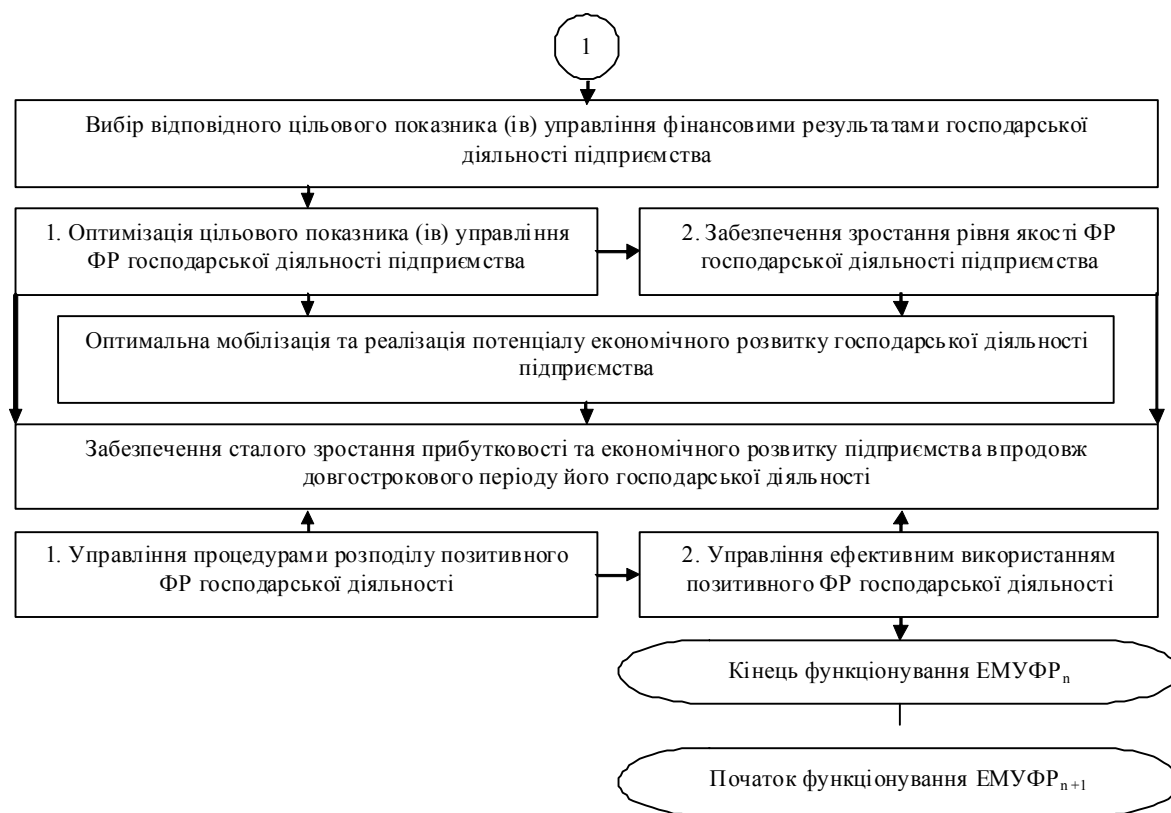 1
Вибір відповідного цільового показника (ів) управління фінансовими результатами господарської
діяльності підприємства
1. Оптимізація цільового показника (ів) управління
ФР господарської діяльності підприємства
2. Забезпечення зростання рівня якості ФР
господарської діяльності підприємства
Оптимальна мобілізація та реалізація потенціалу економічного розвитку господарської діяльності
підприємства
Забезпечення сталого зростання прибутковості та економічного розвитку підприємства впродовж
довгострокового періоду його господарської діяльності
1. Управління процедурами розподілу позитивного
ФР господарської діяльності
2. Управління ефективним використанням
позитивного ФР господарської діяльності
Кінець функціонування ЕМУФРn
Початок функціонування ЕМУФРn+1